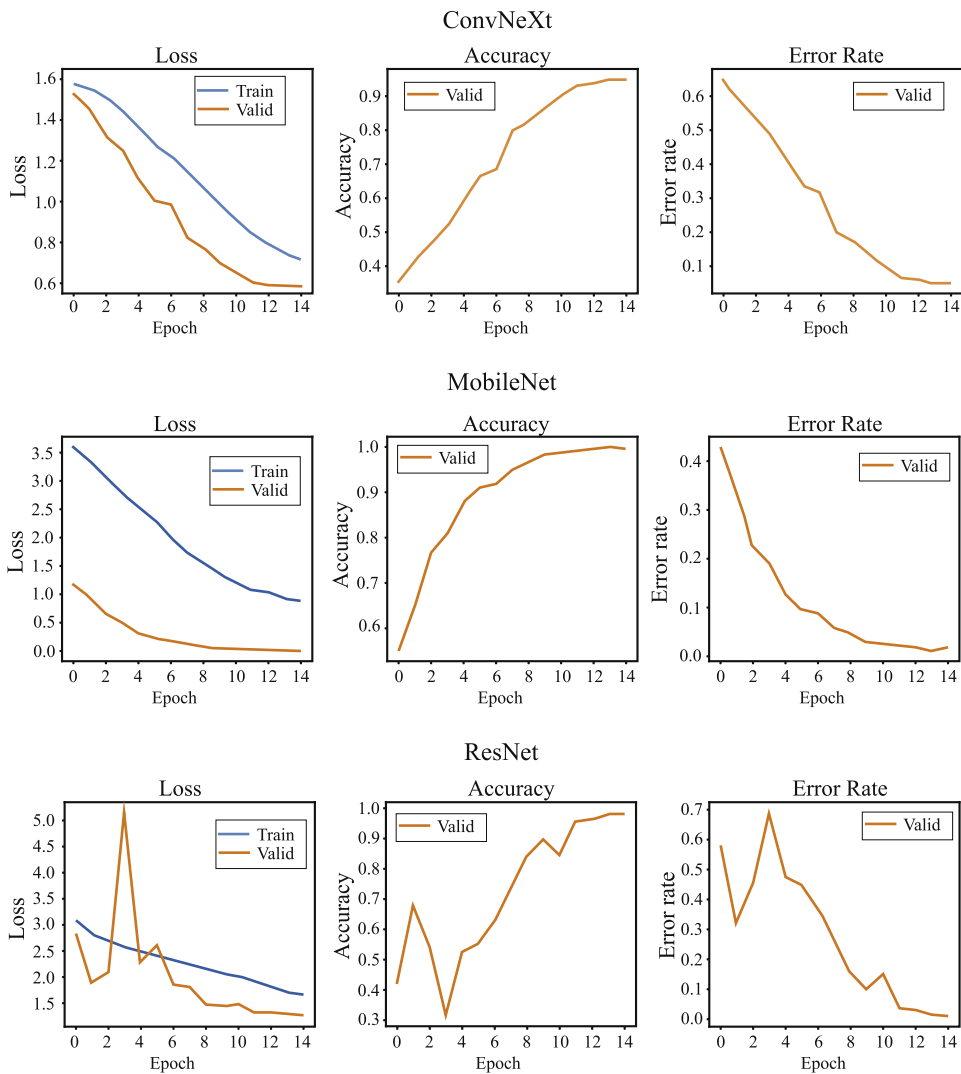 ConvNeXt
Loss
1.6
1.4
1.2
1.0
0.8
0.6
Loss
0 2 4 6 8 10 12 14
Epoch
Train
Valid
Accuracy
0.9
0.8
0.7
0.6
0.5
0.4
Accuracy
0 2 4 6 8 10 12 14
Epoch
Valid
Error Rate
0.6
0.5
0.4
0.3
0.2
0.1
Error rate
0 2 4 6 8 10 12 14
Epoch
Valid
MobileNet
Loss
3.5
3.0
2.5
2.0
1.5
1.0
0.5
0.0
Loss
0 2 4 6 8 10 12 14
Epoch
Train
Valid
Accuracy
1.0
0.9
0.8
0.7
0.6
Accuracy
0 2 4 6 8 10 12 14
Epoch
Valid
Error Rate
0.4
0.3
0.2
0.1
0.0
Error rate
0 2 4 6 8 10 12 14
Epoch
Valid
ResNet
Loss
5.0
4.5
4.0
3.5
3.0
2.5
2.0
1.5
Loss
0 2 4 6 8 10 12 14
Epoch
Train
Valid
Accuracy
1.0
0.9
0.8
0.7
0.6
0.5
0.4
0.3
Accuracy
0 2 4 6 8 10 12 14
Epoch
Valid
Error Rate
0.7
0.6
0.5
0.4
0.3
0.2
0.1
0.0
Error rate
0 2 4 6 8 10 12 14
Epoch
Valid